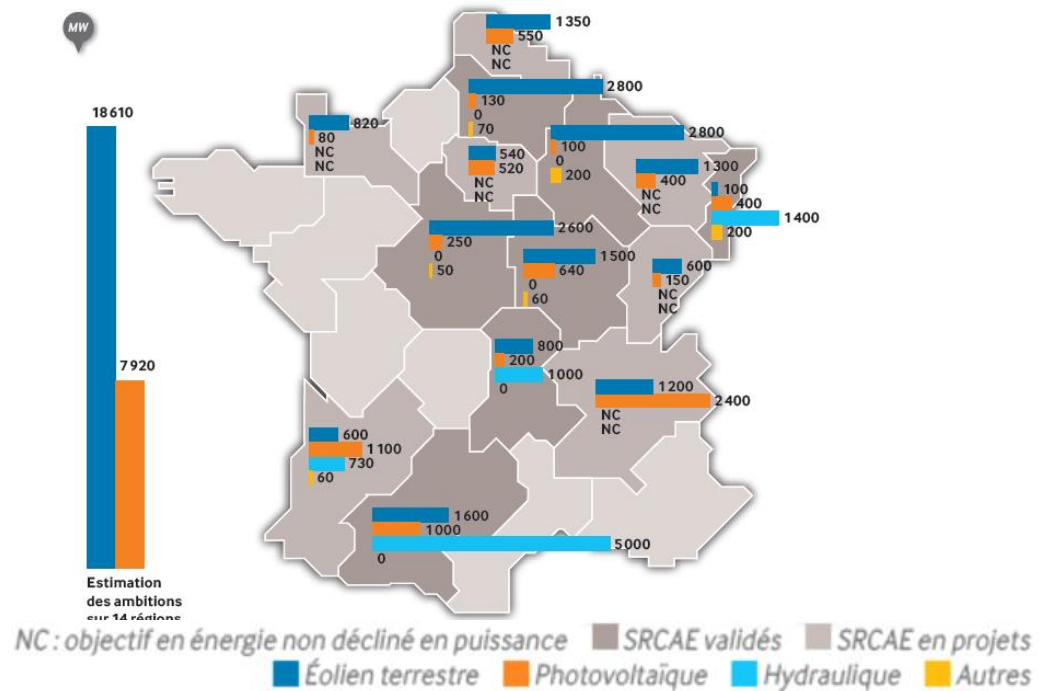 MW
18 610
7 920
Estimation
des ambitions
sur 14 régions
1 350
550
NC
NC
2 800
130
0
70
820
80
NC
NC
540
520
NC
NC
2 800
100
0
200
1 300
400
NC
NC
100
400
1 400
200
2 600
250
0
50
1 500
640
0
60
600
150
NC
NC
800
200
1 000
0
1 200
2 400
NC
NC
600
1 100
730
60
1 600
1 000
5 000
0
NC : objectif en énergie non décliné en puissance SRCAE validés SRCAE en projets
Éolien terrestre Photovoltaïque Hydraulique Autres